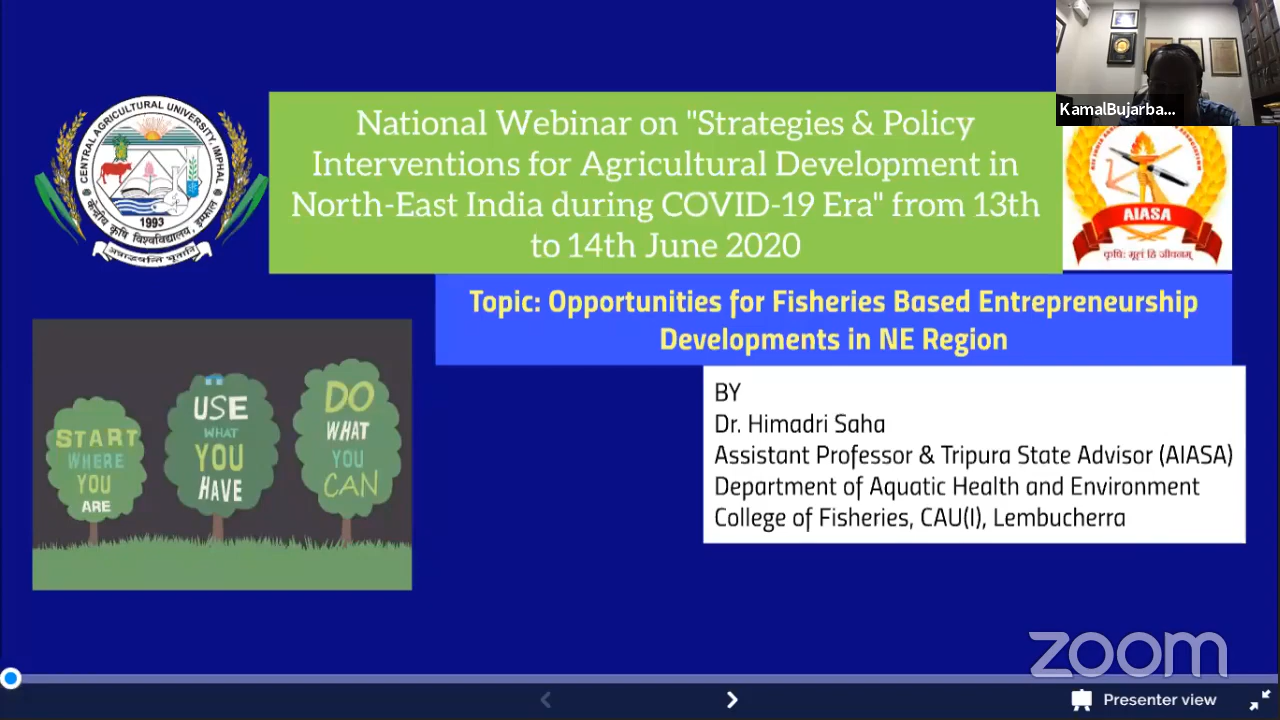 KamalBujarba...
CENTRAL AGRICULTURAL UNIVERSITY, IMPHAL
1993
केन्द्रीय कृषि विश्वविद्यालय, इम्फाल
National Webinar on "Strategies & Policy
Interventions for Agricultural Development in
North-East India during COVID-19 Era" from 13th
to 14th June 2020
AIASA
कृषि: मूलं हि जीवनम्
Topic: Opportunities for Fisheries Based Entrepreneurship
Developments in NE Region
START
WHERE
YOU
ARE
USE
WHAT
YOU
HAVE
DO
WHAT
YOU
CAN
BY
Dr. Himadri Saha
Assistant Professor & Tripura State Advisor (AIASA)
Department of Aquatic Health and Environment
College of Fisheries, CAU(I), Lembucherra
zoom
Presenter view